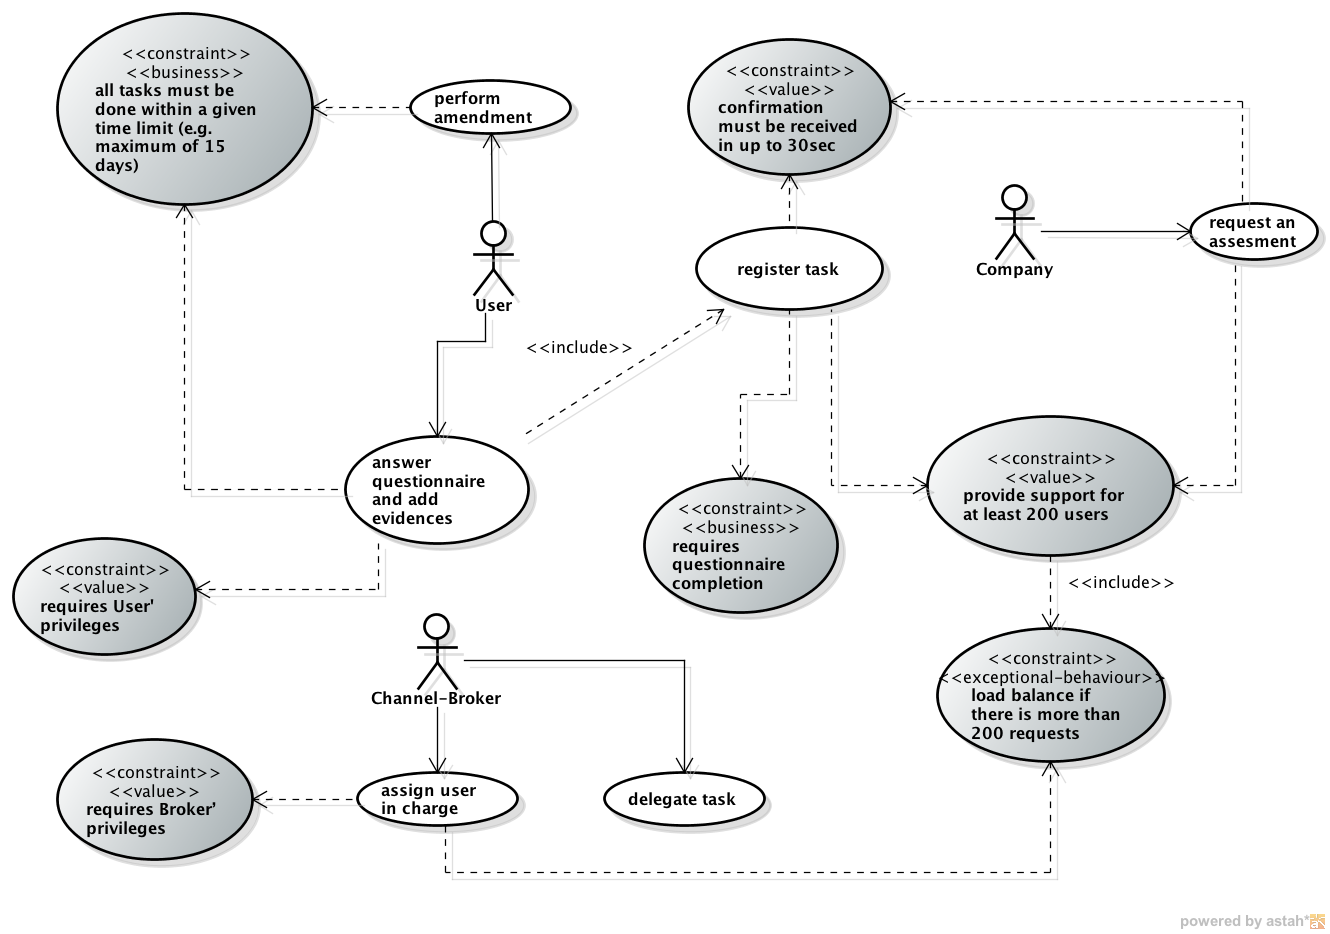 <<constraint>>
<<business>>
all tasks must be
done within a given
time limit (e.g.
maximum of 15
days)
perform
amendment
<<constraint>>
<<value>>
confirmation
must be received
in up to 30sec
User
register task
Company
request an
assesment
<<include>>
answer
questionnaire
and add
evidences
<<constraint>>
<<business>>
requires
questionnaire
completion
<<constraint>>
<<value>>
provide support for
at least 200 users
<<constraint>>
<<value>>
requires User'
privileges
<<include>>
<<constraint>>
<<exceptional-behaviour>>
load balance if
there is more than
200 requests
Channel-Broker
<<constraint>>
<<value>>
requires Broker’
privileges
assign user
in charge
delegate task
powered by astah*